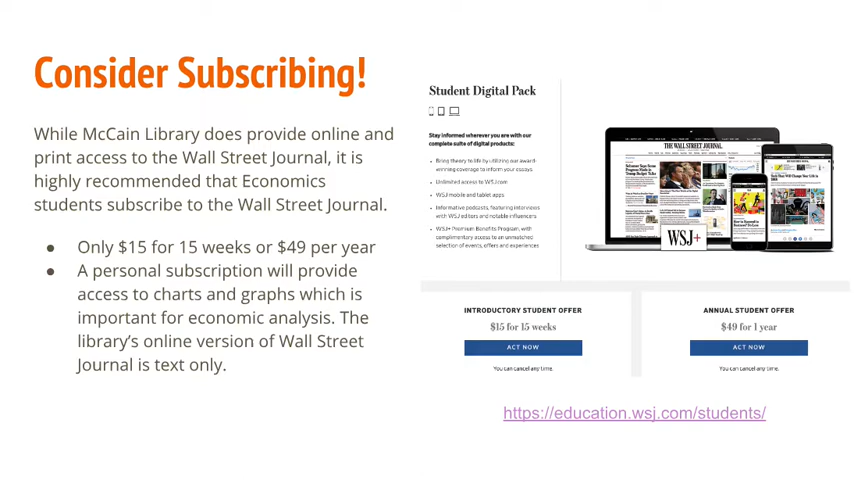 Consider Subscribing!
While McCain Library does provide online and
print access to the Wall Street Journal, it is
highly recommended that Economics
students subscribe to the Wall Street Journal.
● Only $15 for 15 weeks or $49 per year
● A personal subscription will provide
access to charts and graphs which is
important for economic analysis. The
library's online version of Wall Street
Journal is text only.
Student Digital Pack
Stay informed wherever you are with our
complete suite of digital products:
• Bring theory to life by utilizing our award-
winning coverage to inform your essays
• Unlimited access to WSJ.com
• WSJ mobile and tablet apps
• Informative podcasts, featuring interviews
with WSJ editors and notable influencers
• WSJ+ Premium Benefits Program, with
complimentary access to an unmatched
selection of events, offers and experiences
THE WALL STREET JOURNAL
WSJ+
INTRODUCTORY STUDENT OFFER
$15 for 15 weeks
ACT NOW
You can cancel any time.
ANNUAL STUDENT OFFER
$49 for 1 year
ACT NOW
You can cancel any time.
https://education.wsj.com/students/